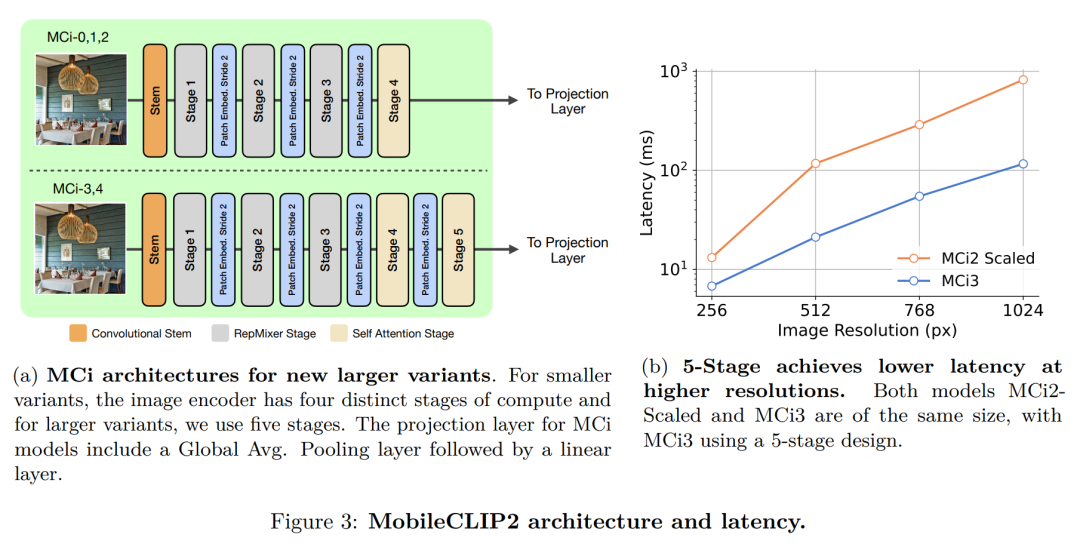 MCi-0,1,2
Stem
Stage 1
Patch Embed. Stride 2
Stage 2
Patch Embed. Stride 2
Stage 3
Patch Embed. Stride 2
Stage 4
To Projection
Layer
MCi-3,4
Stem
Stage 1
Patch Embed. Stride 2
Stage 2
Patch Embed. Stride 2
Stage 3
Patch Embed. Stride 2
Stage 4
Patch Embed. Stride 2
Stage 5
To Projection
Layer
Convolutional Stem
RepMixer Stage
Self Attention Stage
(a) MCi architectures for new larger variants. For smaller
variants, the image encoder has four distinct stages of compute and
for larger variants, we use five stages. The projection layer for MCi
models include a Global Avg. Pooling layer followed by a linear
layer.
Latency (ms)
10³
10²
10¹
MCi2 Scaled
MCi3
256 512 768 1024
Image Resolution (px)
(b) 5-Stage achieves lower latency at
higher resolutions. Both models MCi2-
Scaled and MCi3 are of the same size, with
MCi3 using a 5-stage design.
Figure 3: MobileCLIP2 architecture and latency.